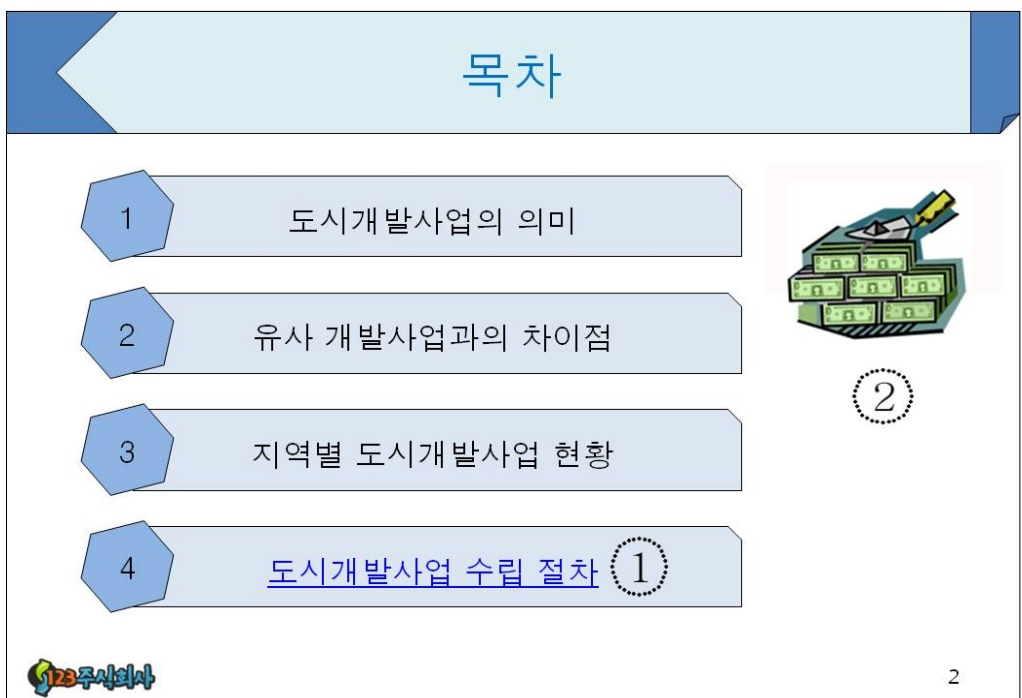 목차
1
도시개발사업의 의미
2
유사 개발사업과의 차이점
②
3
지역별 도시개발사업 현황
4
도시개발사업 수립 절차 ①
123주식회사
2